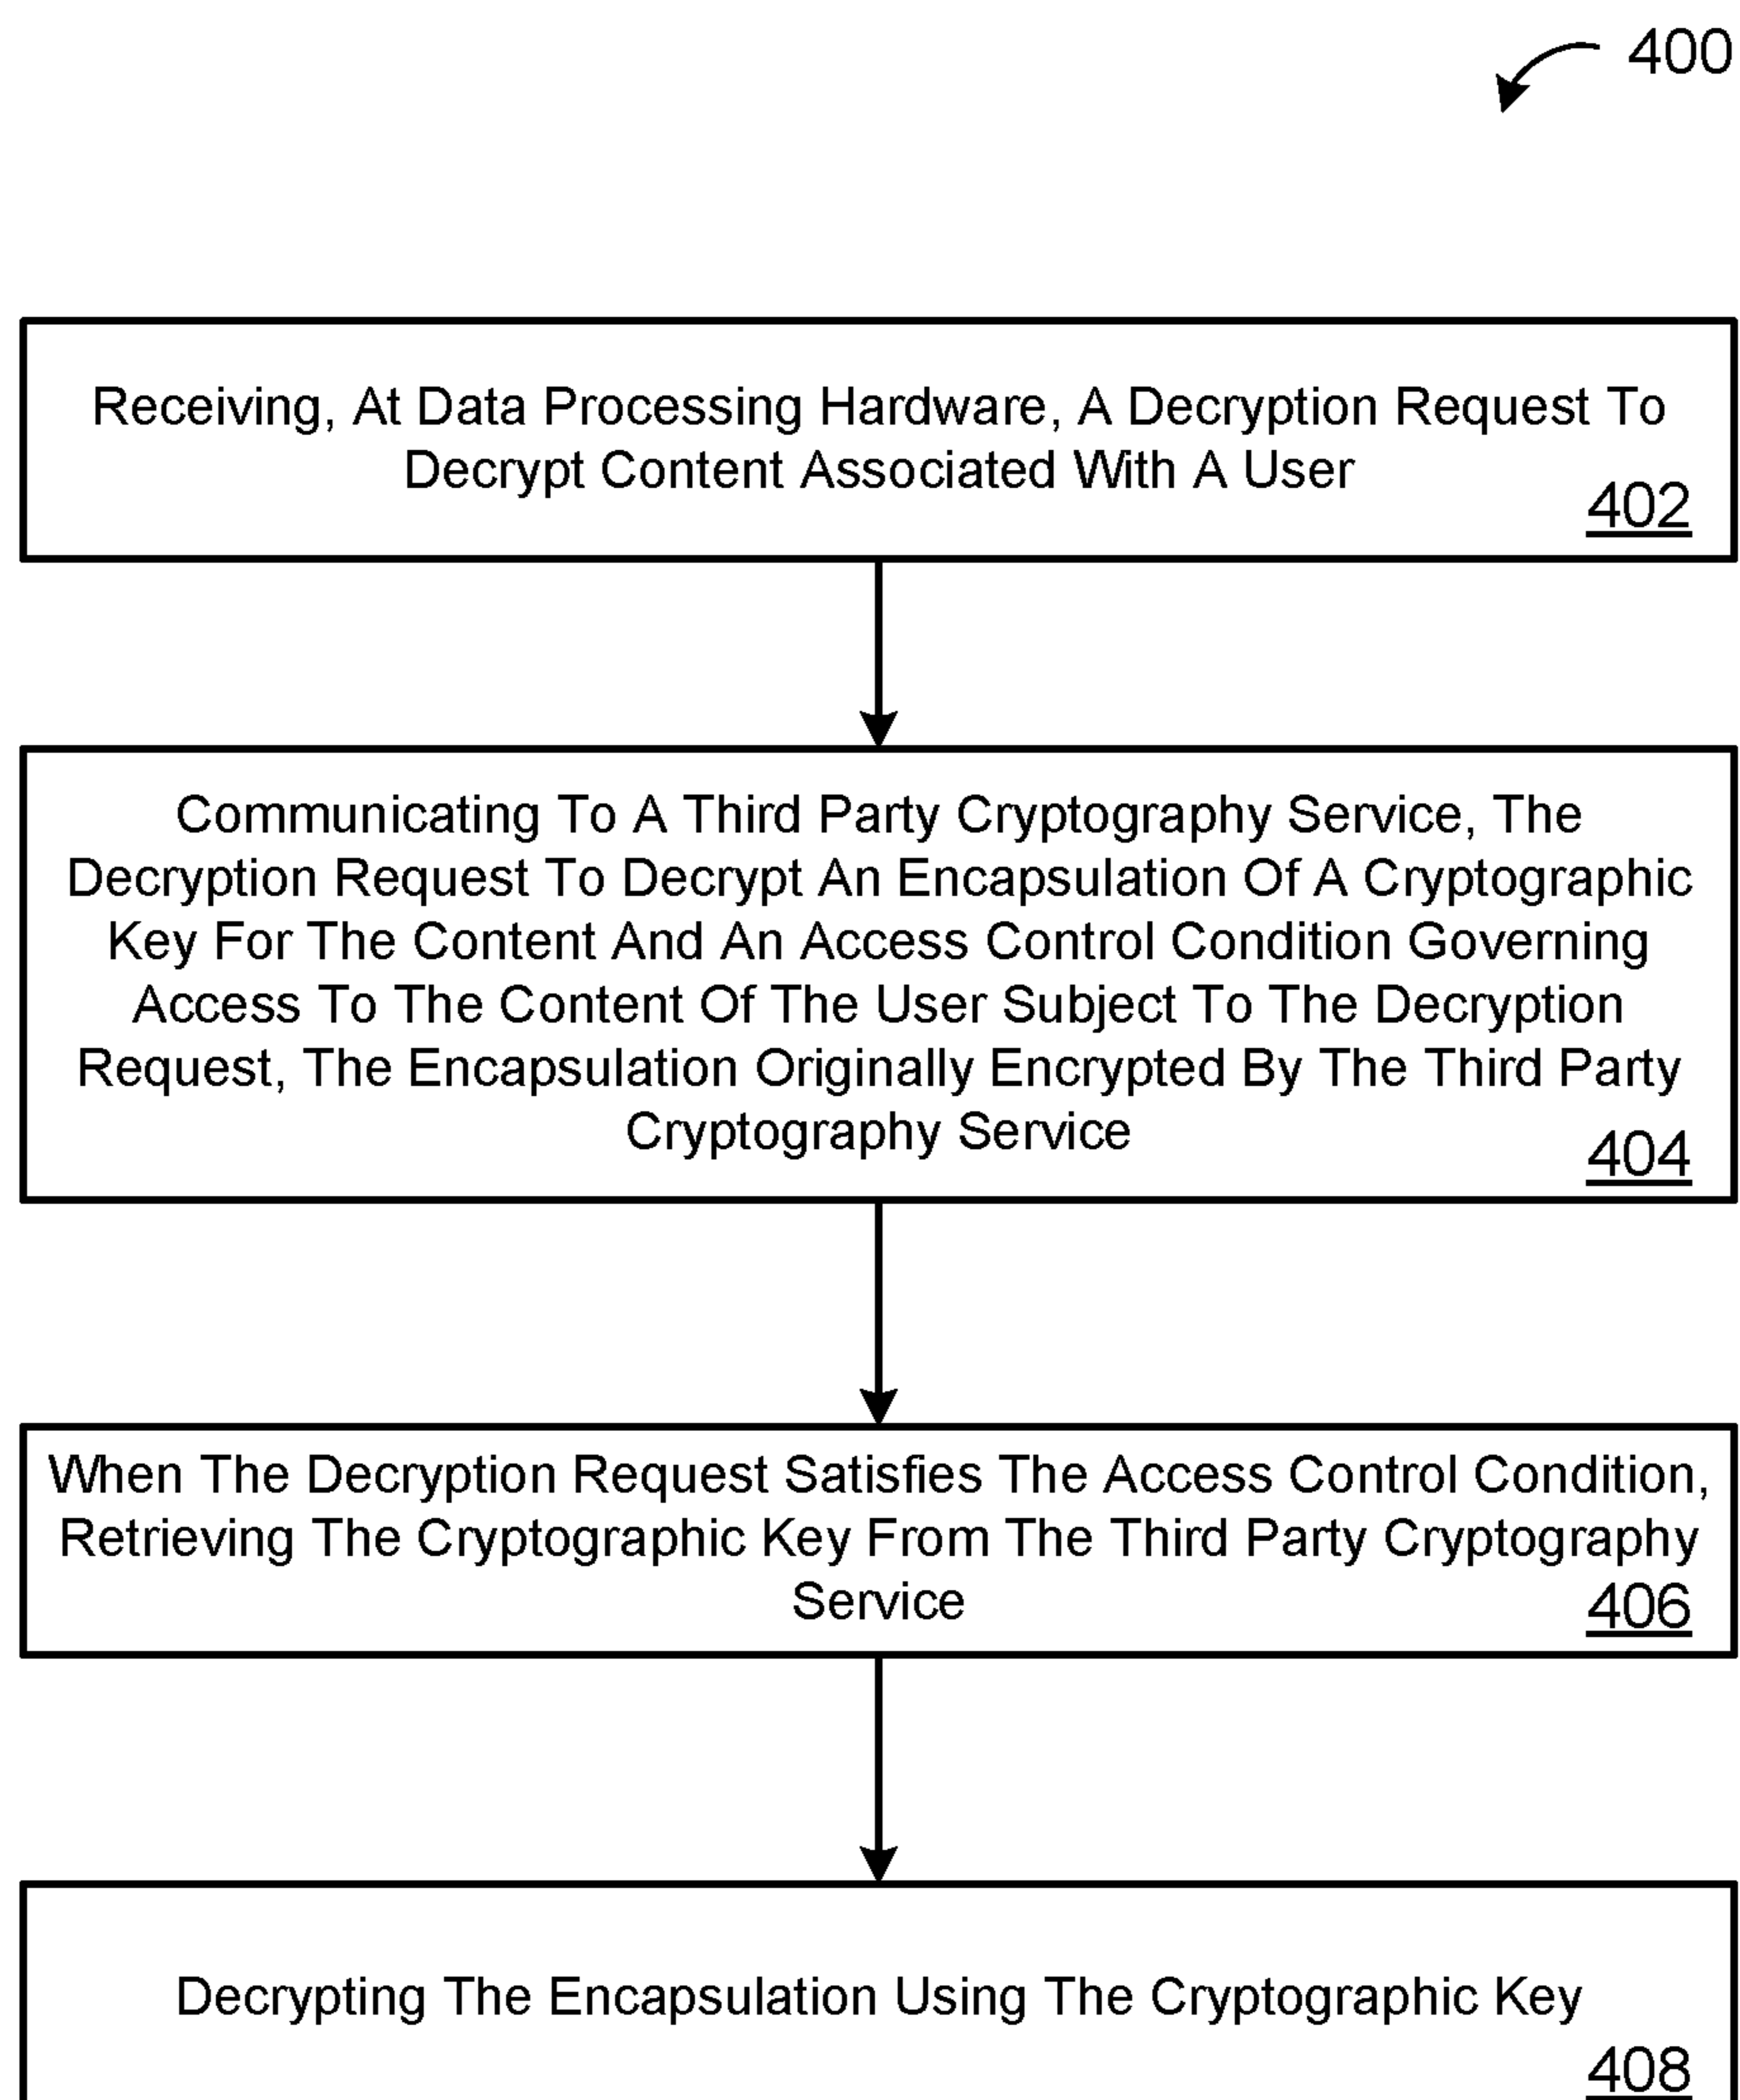 400
Receiving, At Data Processing Hardware, A Decryption Request To
Decrypt Content Associated With A User
402
Communicating To A Third Party Cryptography Service, The
Decryption Request To Decrypt An Encapsulation Of A Cryptographic
Key For The Content And An Access Control Condition Governing
Access To The Content Of The User Subject To The Decryption
Request, The Encapsulation Originally Encrypted By The Third Party
Cryptography Service
404
When The Decryption Request Satisfies The Access Control Condition,
Retrieving The Cryptographic Key From The Third Party Cryptography
Service
406
Decrypting The Encapsulation Using The Cryptographic Key
408